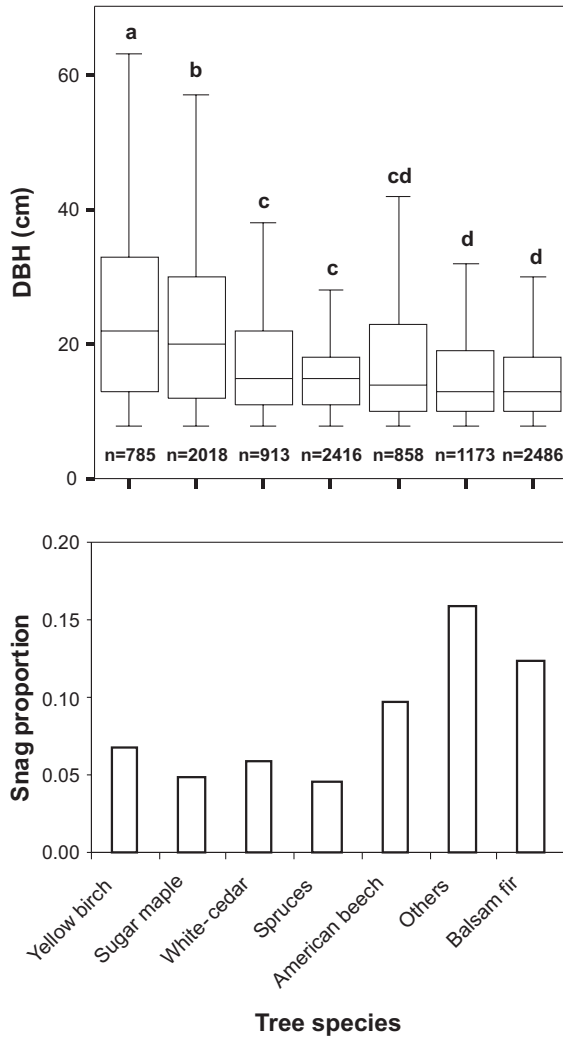 a
b
60
cd
40
c
d
d
c
DBH (cm)
20
n=785 n=2018 n=913 n=2416 n=858 n=1173 n=2486
0
0.20
0.15
0.10
0.05
0.00
Snag proportion
Yellow birch
Sugar maple
White- cedar
Spruces
American beech
Others
Balsam fir
Tree species